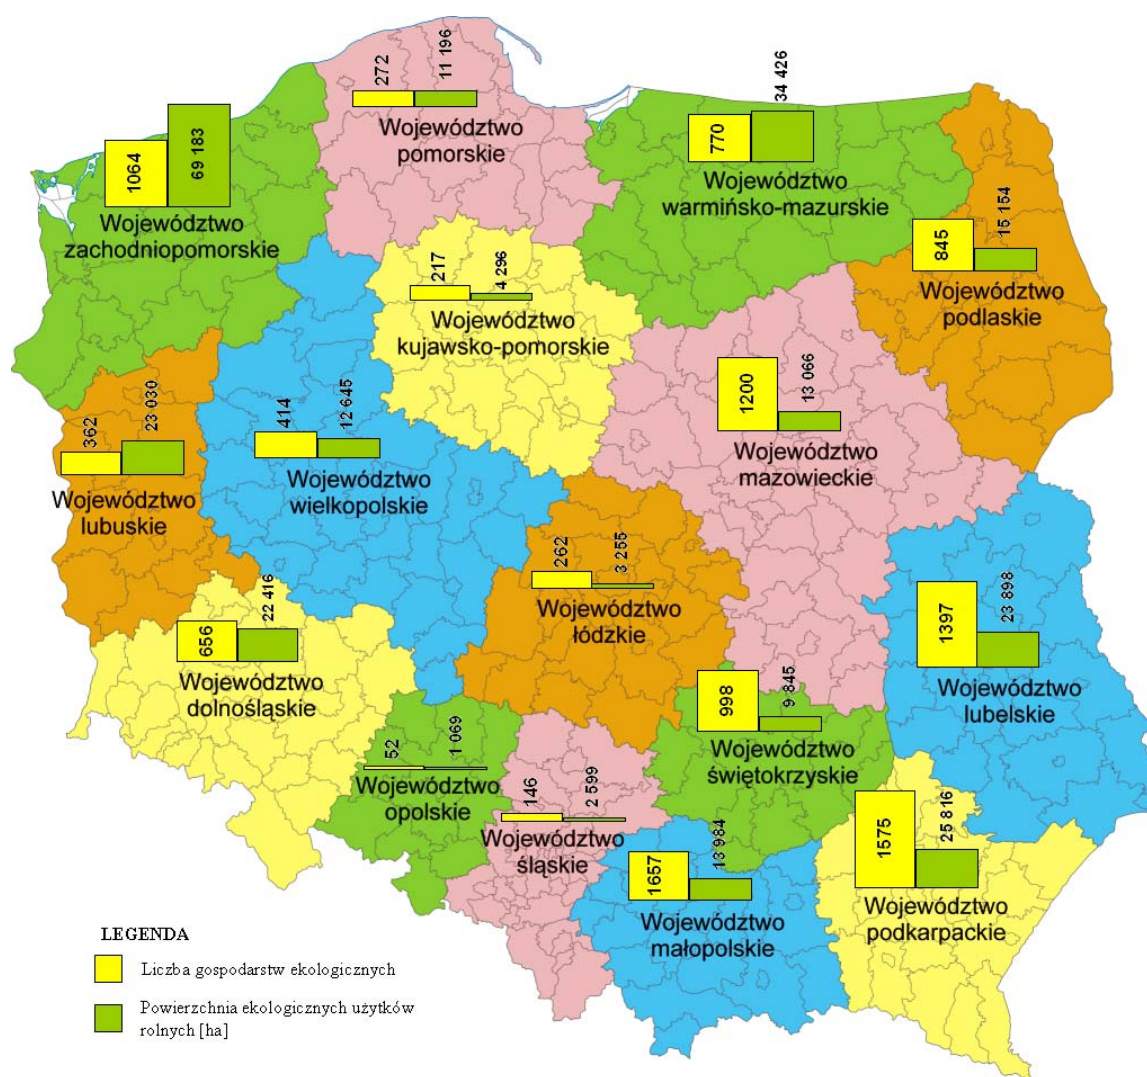 272
11 196
Województwo
pomorskie
34 426
770
Województwo
warmińsko-mazurskie
1064
69 183
Województwo
zachodniopomorskie
845
15 154
Województwo
podlaskie
217
4 296
Województwo
kujawsko-pomorskie
1200
13 066
Województwo
mazowieckie
362
23 030
Województwo
lubuskie
414
12 645
Województwo
wielkopolskie
262
3 255
Województwo
łódzkie
1397
23 898
Województwo
lubelskie
656
22 416
Województwo
dolnośląskie
998
9 845
Województwo
świętokrzyskie
52
1 069
Województwo
opolskie
146
2 599
Województwo
śląskie
1575
25 816
Województwo
podkarpackie
1657
13 984
Województwo
małopolskie
LEGENDA
Liczba gospodarstw ekologicznych
Powierzchnia ekologicznych użytków
rolnych [ha]